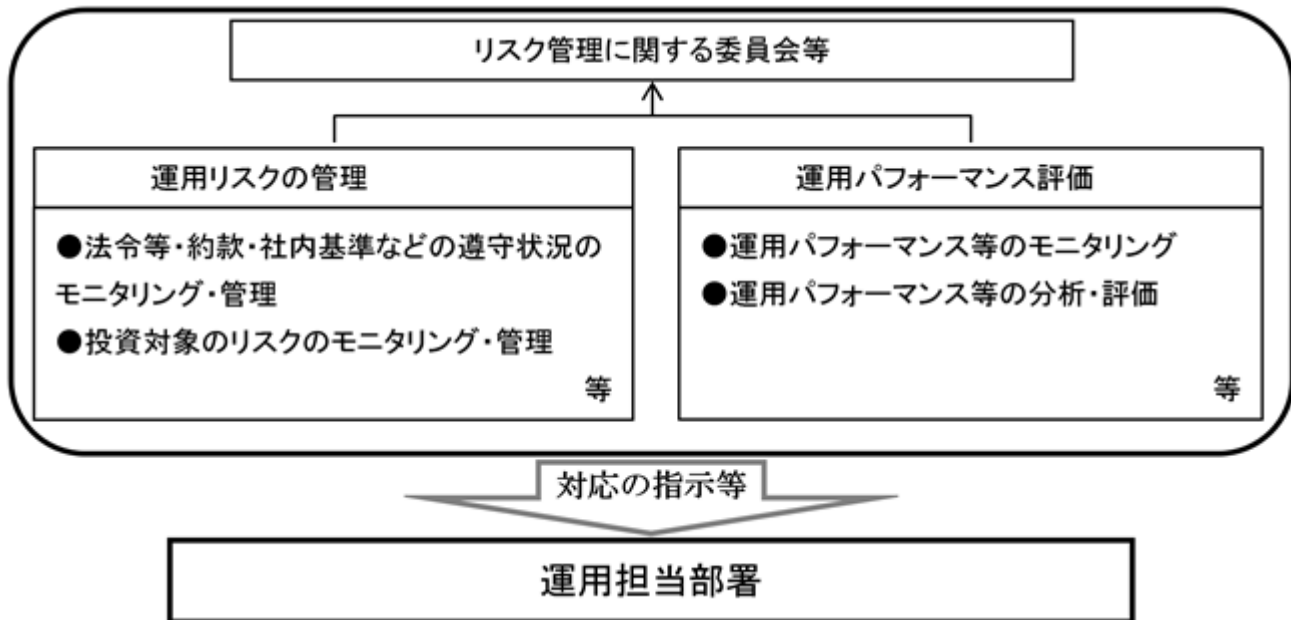 リスク管理に関する委員会等
運用リスクの管理
●法令等・約款・社内基準などの遵守状況の
モニタリング・管理
●投資対象のリスクのモニタリング・管理
等
運用パフォーマンス評価
●運用パフォーマンス等のモニタリング
●運用パフォーマンス等の分析・評価
等
対応の指示等
運用担当部署